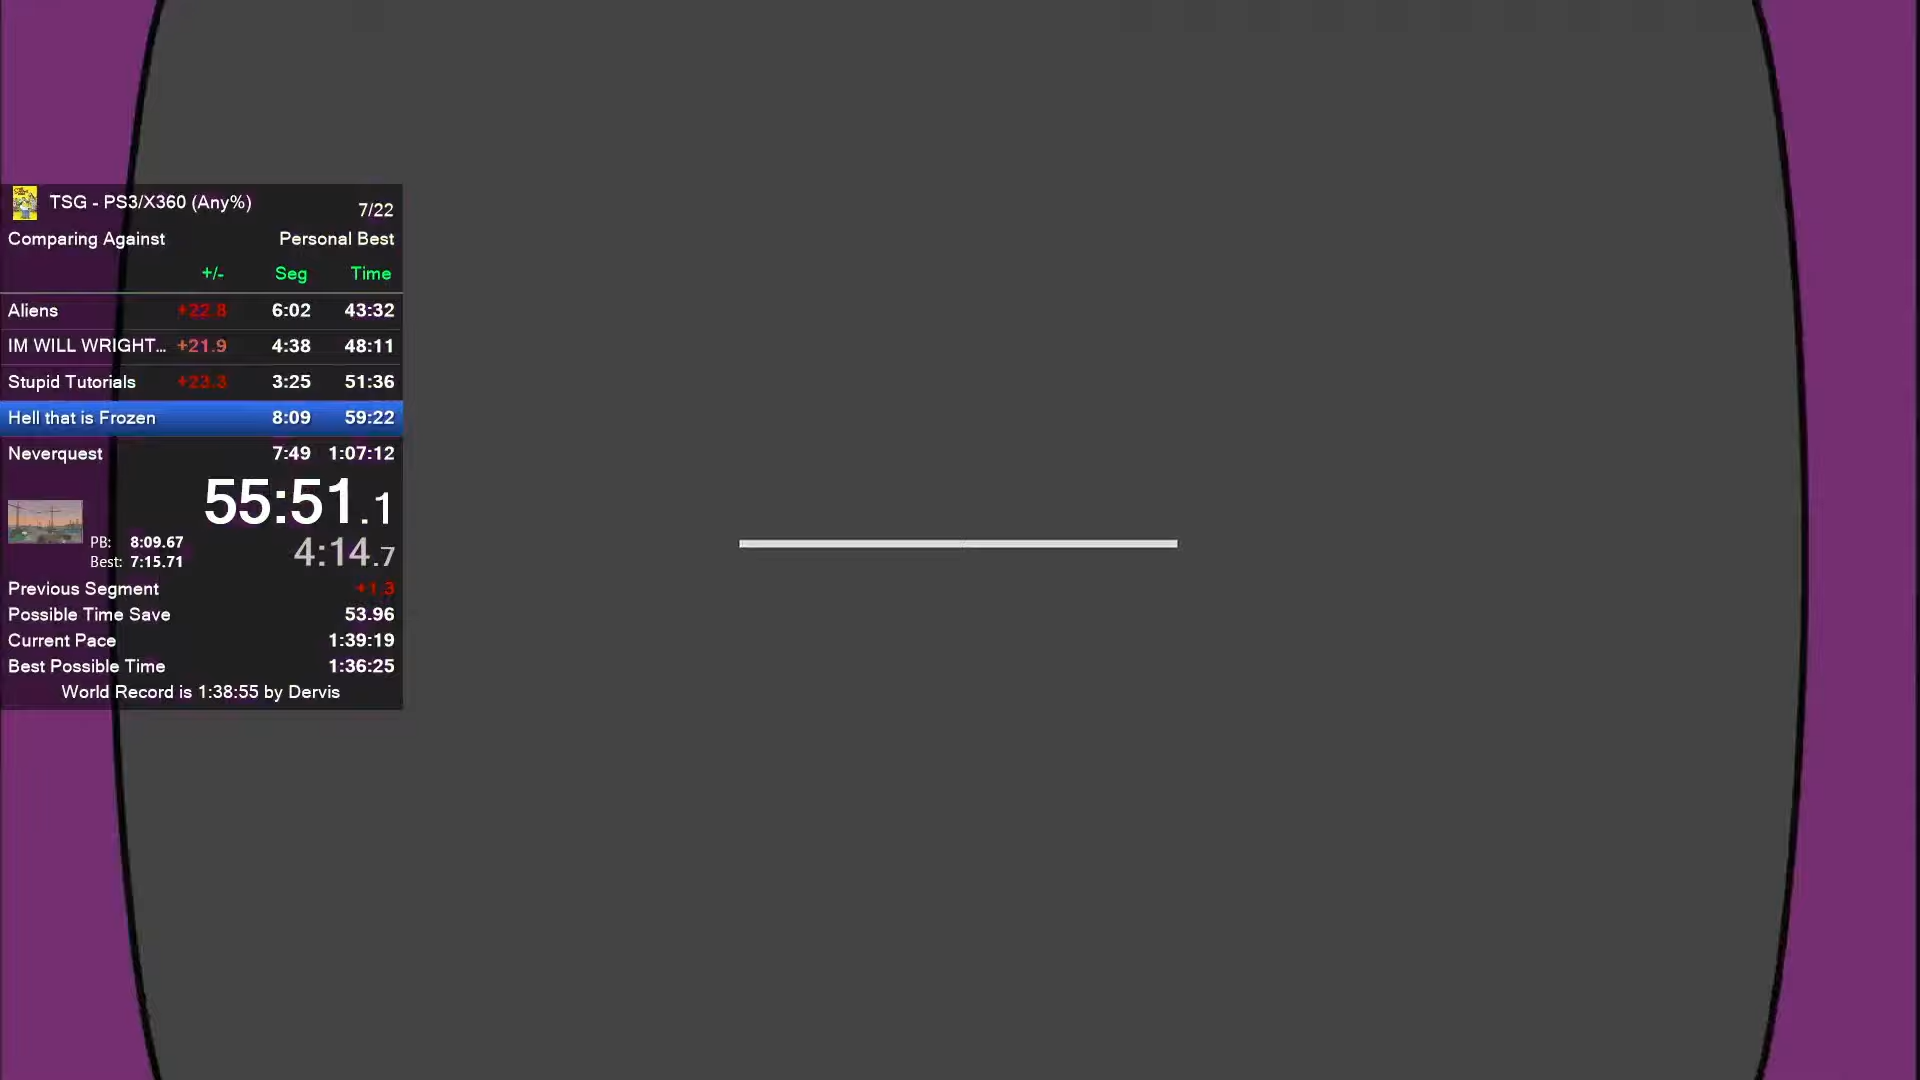 TSG - PS3/X360 (Any%)
7/22
Comparing Against Personal Best
+/- Seg Time
Aliens +22.8 6:02 43:32
IM WILL WRIGHT... +21.9 4:38 48:11
Stupid Tutorials +23.3 3:25 51:36
Hell that is Frozen 8:09 59:22
Neverquest 7:49 1:07:12
55:51.1
PB: 8:09.67
4:14.7
Best: 7:15.71
Previous Segment +1.3
Possible Time Save 53.96
Current Pace 1:39:19
Best Possible Time 1:36:25
World Record is 1:38:55 by Dervis